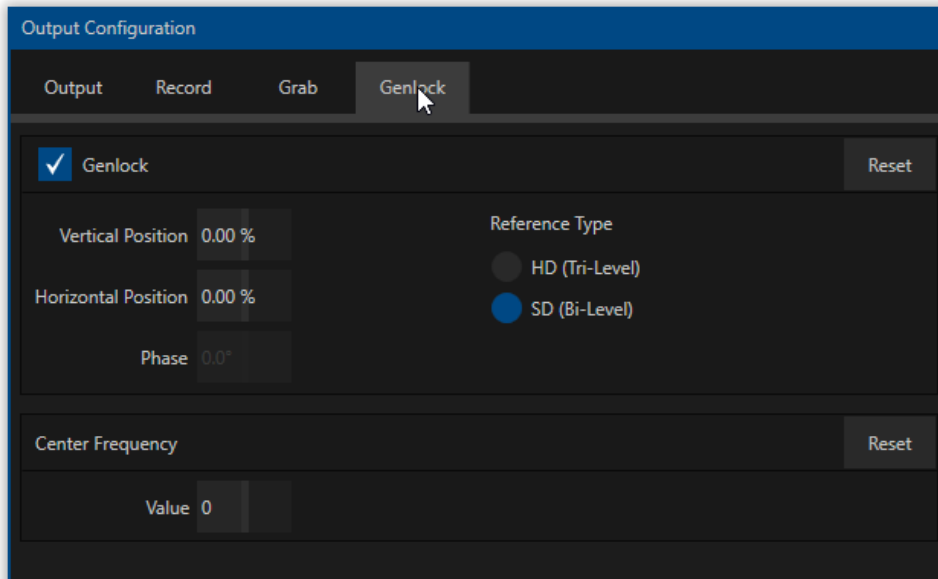 Output Configuration
Output Record Grab Genlock
Genlock Reset
Vertical Position 0.00 %
Horizontal Position 0.00 %
Phase 0.0°
Reference Type
HD (Tri-Level)
SD (Bi-Level)
Center Frequency Reset
Value 0